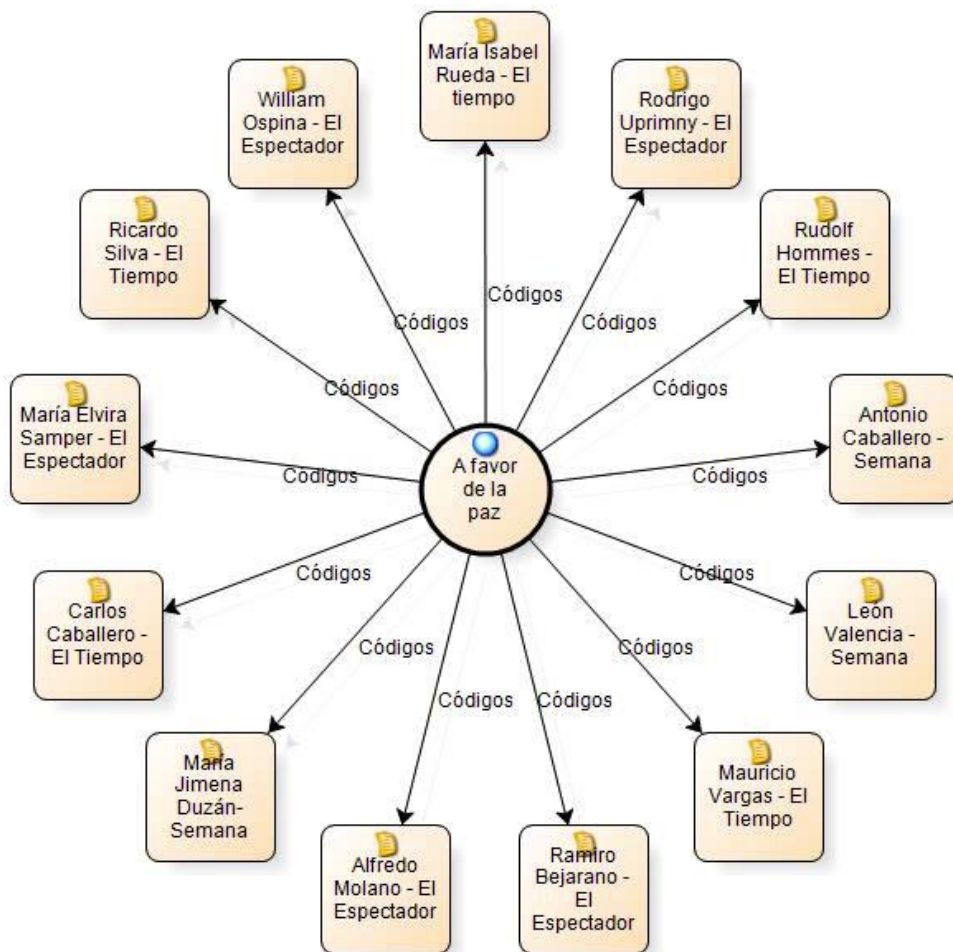 María Isabel
Rueda - El
tiempo
William
Ospina - El
Espectador
Rodrigo
Uprimny - El
Espectador
Ricardo
Silva - El
Tiempo
Rudolf
Hommes -
El Tiempo
Códigos
Códigos
Códigos
Códigos
Códigos
María Elvira
Samper - El
Espectador
Antonio
Caballero -
Semana
Códigos
Códigos
A favor
de la
paz
Carlos
Caballero -
El Tiempo
León
Valencia -
Semana
Códigos
Códigos
Códigos
Códigos
Códigos
Códigos
María
Jimena
Duzán-
Semana
Mauricio
Vargas - El
Tiempo
Alfredo
Molano - El
Espectador
Ramiro
Bejarano -
El
Espectador